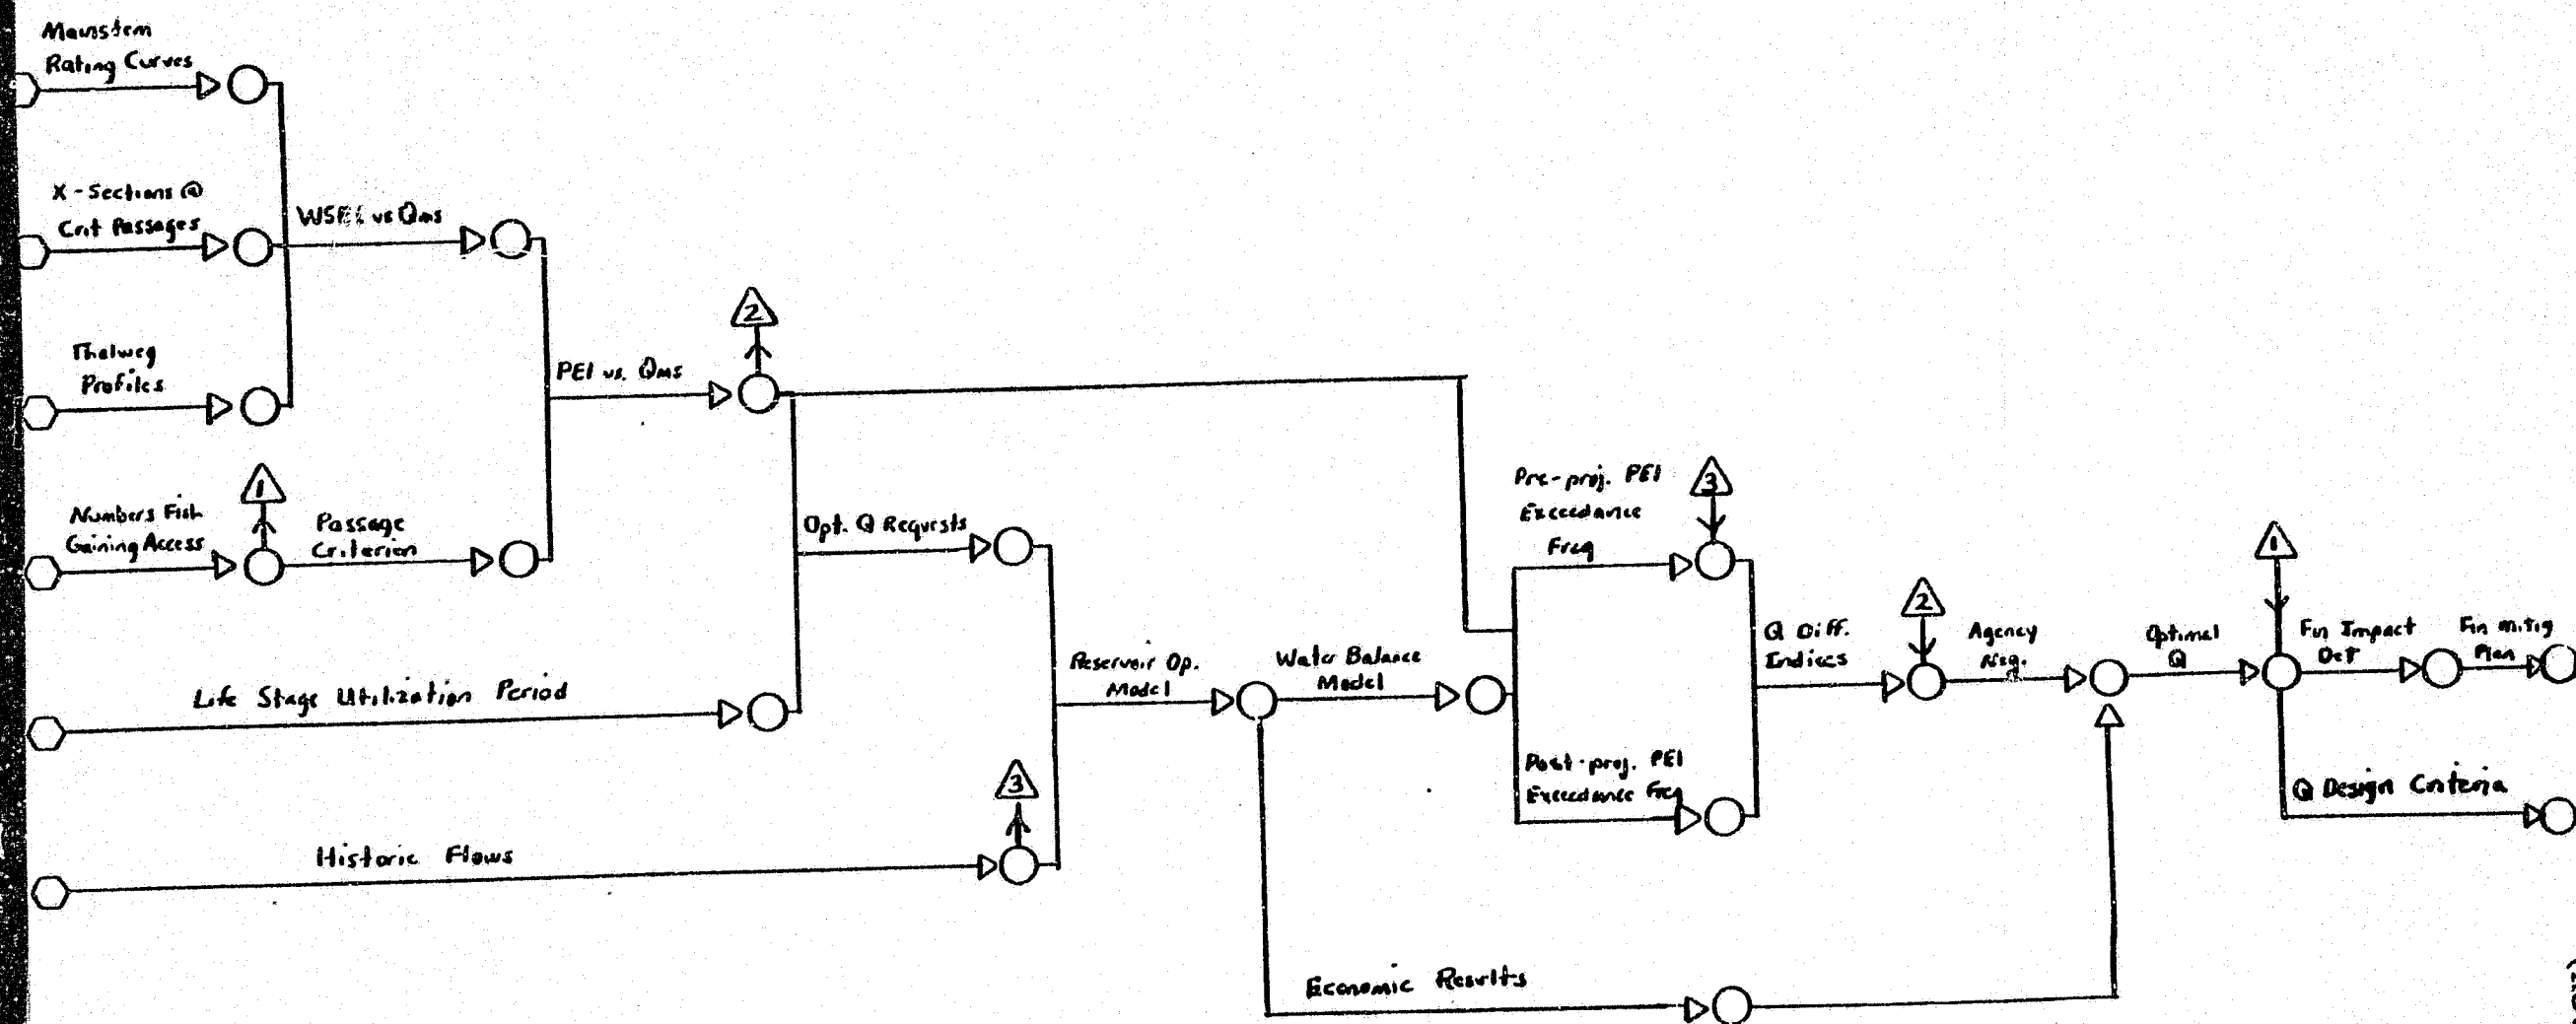 Mainstem
Rating Curves
X-Sections @
Crit Passages
WSEL vs Qms
Thalweg
Profiles
2
PEI vs. Qms
1
Numbers Fish
Gaining Access
Passage
Criterion
Opt. Q Requests
Pre-proj. PEI
Exceedance
Freq
3
Life Stage Utilization Period
Reservoir Op.
Model
Water Balance
Model
Q Diff.
Indices
2
Agency
Neg.
Optimal
Q
1
Fin Impact
Det
Fin mitig
Plan
3
Historic Flows
Post-proj. PEI
Exceedance Freq
Q Design Criteria
Economic Results